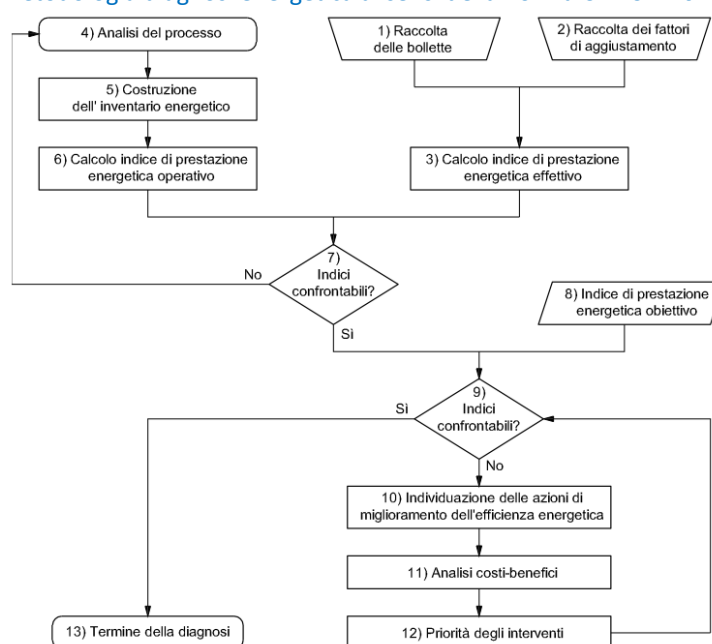 4) Analisi del processo
1) Raccolta
delle bollette
2) Raccolta dei fattori
di aggiustamento
5) Costruzione
dell' inventario energetico
6) Calcolo indice di prestazione
energetica operativo
3) Calcolo indice di prestazione
energetica effettivo
7)
Indici
confrontabili?
No
Sì
8) Indice di prestazione
energetica obiettivo
9)
Indici
confrontabili?
Sì
No
10) Individuazione delle azioni di
miglioramento dell'efficienza energetica
11) Analisi costi-benefici
12) Priorità degli interventi
13) Termine della diagnosi